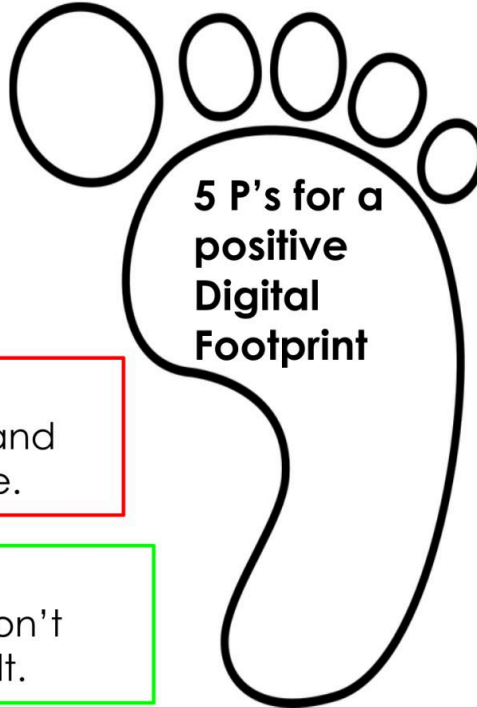 5 P's for a
positive
Digital
Footprint
and
e.
on't
lt.